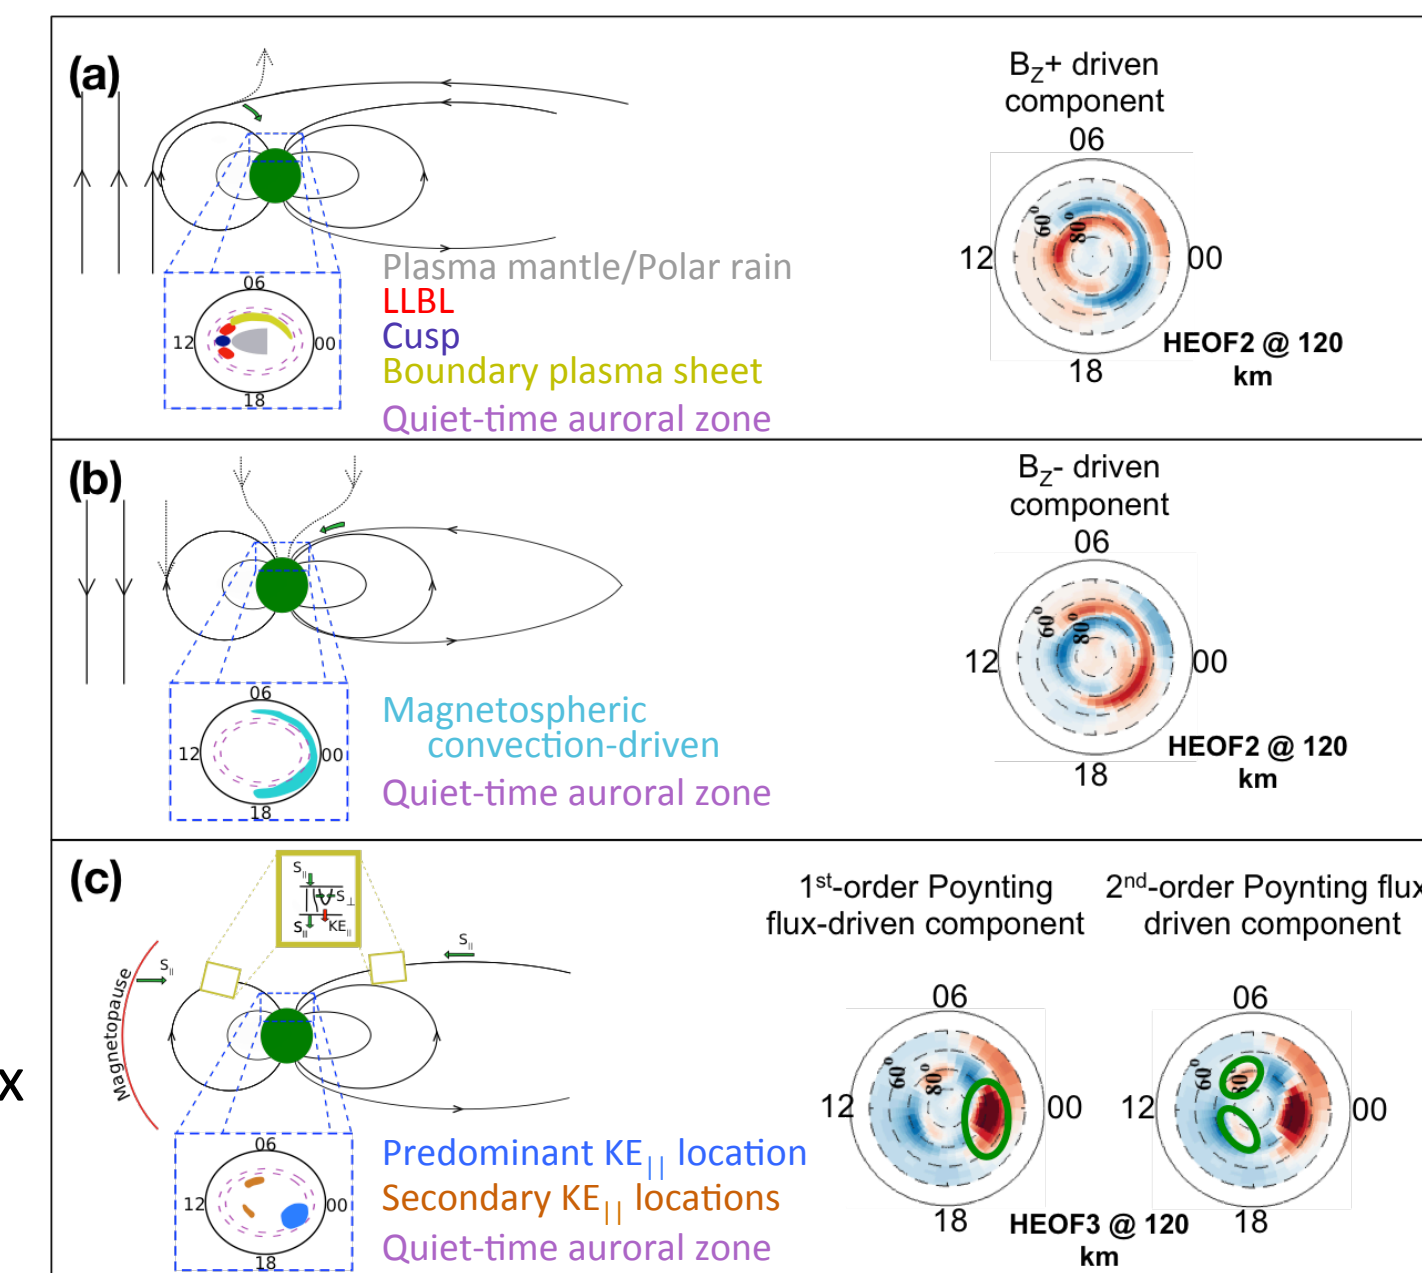 (a)
B_Z+ driven
component
06
60°
80°
12
00
18
HEOF2 @ 120
km
06
12
00
18
Plasma mantle/Polar rain
LLBL
Cusp
Boundary plasma sheet
Quiet-time auroral zone
(b)
B_Z- driven
component
06
60°
80°
12
00
18
HEOF2 @ 120
km
06
12
00
18
Magnetospheric
convection-driven
Quiet-time auroral zone
(c)
S||
S⊥
S||
KE||
S||
S||
Magnetopause
x
1st-order Poynting
flux-driven component
2nd-order Poynting flux
driven component
06
60°
80°
12
00
18
06
60°
80°
12
00
18
HEOF3 @ 120
km
06
12
00
18
Predominant KE|| location
Secondary KE|| locations
Quiet-time auroral zone